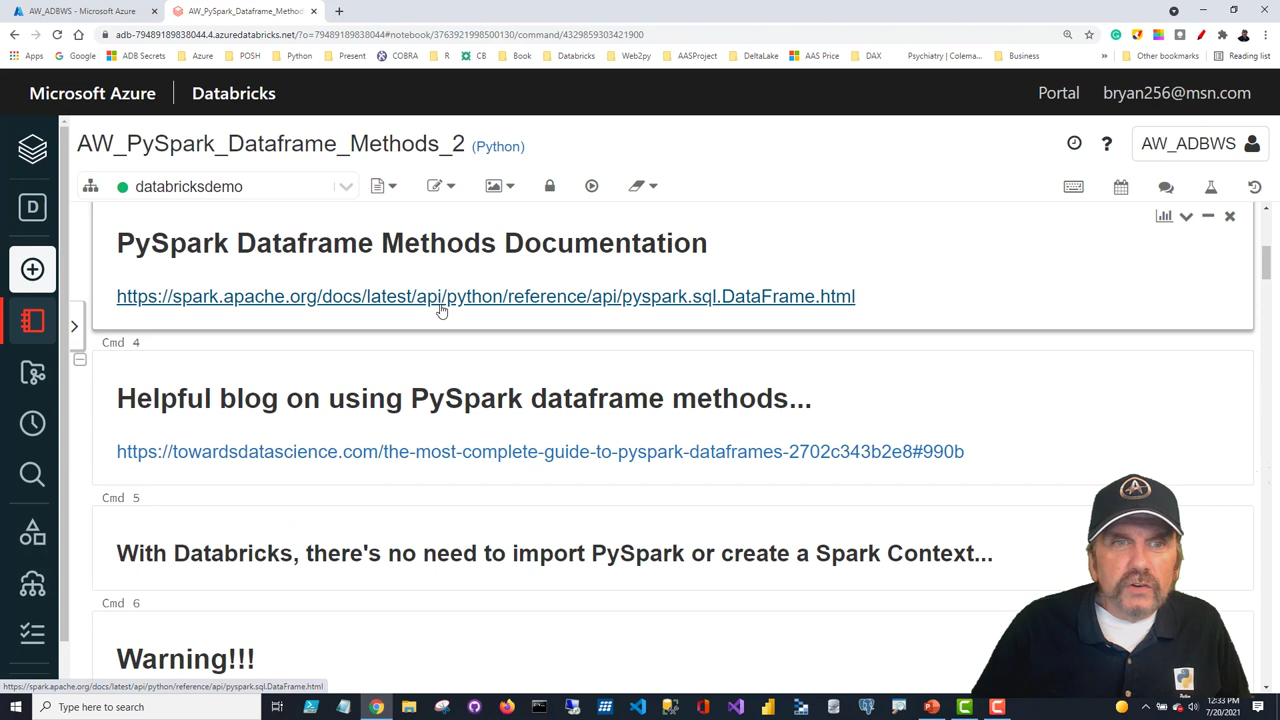 AW_ADBWS - Microsoft Azure
AW_PySpark_Dataframe_Method
adb-79489189838044.4.azuredatabricks.net/?o=79489189838044#notebook/3763921998500130/command/4329859303421900
Apps
Google
ADB Secrets
Azure
POSH
Python
Present
COBRA
R
CB
Book
Databricks
Web2py
AASProject
DeltaLake
AAS Price
DAX
Psychiatry | Colema...
Business
»
Other bookmarks
Reading list
Microsoft Azure
Databricks
Portal
bryan256@msn.com
AW_PySpark_Dataframe_Methods_2 (Python)
?
AW_ADBWS
D
databricksdemo
PySpark Dataframe Methods Documentation
https://spark.apache.org/docs/latest/api/python/reference/api/pyspark.sql.DataFrame.html
Cmd 4
Helpful blog on using PySpark dataframe methods...
https://towardsdatascience.com/the-most-complete-guide-to-pyspark-dataframes-2702c343b2e8#990b
Cmd 5
With Databricks, there's no need to import PySpark or create a Spark Context...
Cmd 6
Warning!!!
https://spark.apache.org/docs/latest/api/python/reference/api/pyspark.sql.DataFrame.html
Type here to search
12:33 PM
7/20/2021